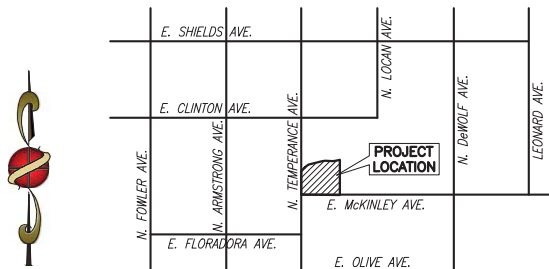 E. SHIELDS AVE.
N. LOCAN AVE.
E. CLINTON AVE.
N. FOWLER AVE.
N. ARMSTRONG AVE.
N. TEMPERANCE AVE.
N. DeWOLF AVE.
LEONARD AVE.
PROJECT
LOCATION
E. McKINLEY AVE.
E. FLORADORA AVE.
E. OLIVE AVE.